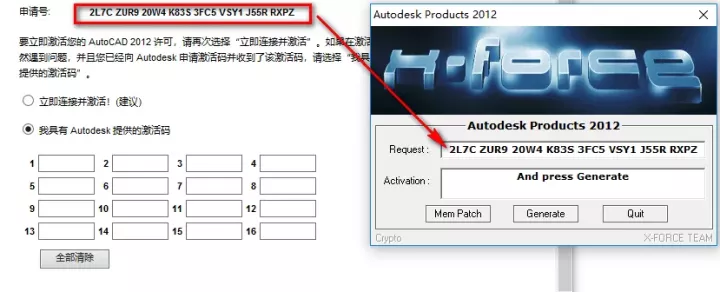 申请号: 2L7C ZUR9 20W4 K83S 3FC5 VSY1 J55R RXPZ
要立即激活您的 AutoCAD 2012 许可，请再次选择“立即连接并激活”。如果在激活
然遇到问题，并且您已经向 Autodesk 申请激活码并收到了该激活码，请选择“我具
提供的激活码”。
立即连接并激活! (建议)
我具有 Autodesk 提供的激活码
1 2 3 4
5 6 7 8
9 10 11 12
13 14 15 16
全部清除
Autodesk Products 2012
X-FORCE
Autodesk Products 2012
Request : 2L7C ZUR9 20W4 K83S 3FC5 VSY1 J55R RXPZ
Activation : And press Generate
Mem Patch Generate Quit
Crypto X-FORCE TEAM